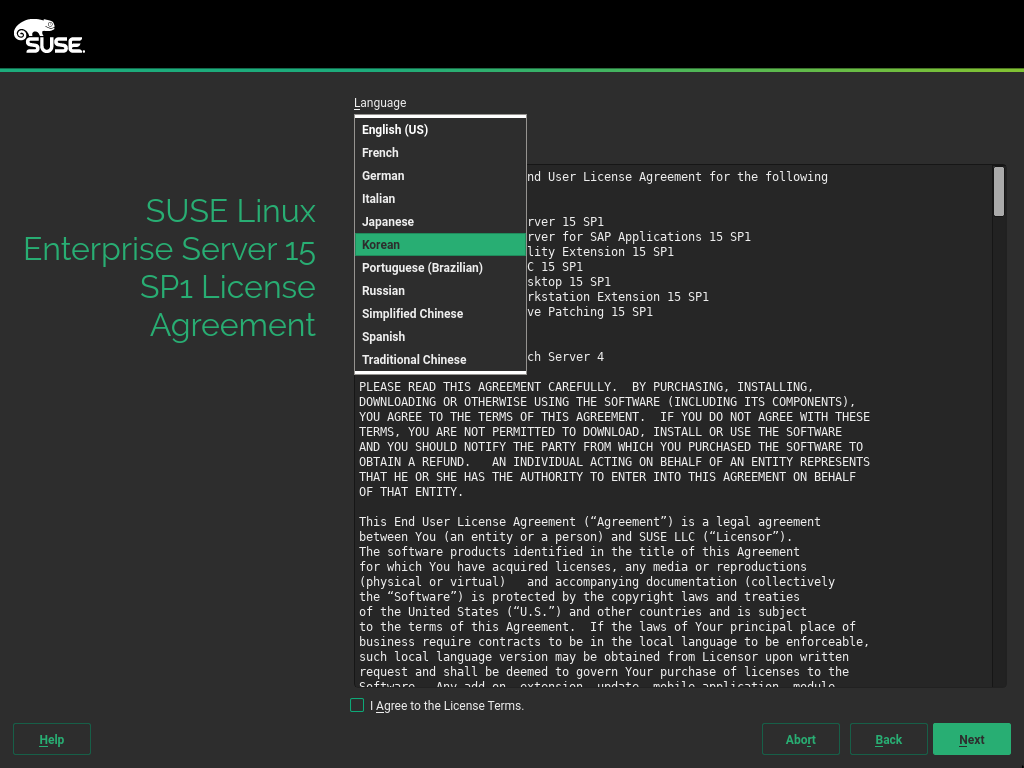 SUSE
Language
English (US)
French
German
Italian
Japanese
Korean
Portuguese (Brazilian)
Russian
Simplified Chinese
Spanish
Traditional Chinese
SUSE Linux
Enterprise Server 15
SP1 License
Agreement
End User License Agreement for the following
15 SP1
for SAP Applications 15 SP1
Extension 15 SP1
15 SP1
15 SP1
Extension 15 SP1
Patching 15 SP1
Server 4
PLEASE READ THIS AGREEMENT CAREFULLY.  BY PURCHASING, INSTALLING,
DOWNLOADING OR OTHERWISE USING THE SOFTWARE (INCLUDING ITS COMPONENTS),
YOU AGREE TO THE TERMS OF THIS AGREEMENT.  IF YOU DO NOT AGREE WITH THESE
TERMS, YOU ARE NOT PERMITTED TO DOWNLOAD, INSTALL OR USE THE SOFTWARE
AND YOU SHOULD NOTIFY THE PARTY FROM WHICH YOU PURCHASED THE SOFTWARE TO
OBTAIN A REFUND.   AN INDIVIDUAL ACTING ON BEHALF OF AN ENTITY REPRESENTS
THAT HE OR SHE HAS THE AUTHORITY TO ENTER INTO THIS AGREEMENT ON BEHALF
OF THAT ENTITY.
This End User License Agreement (“Agreement”) is a legal agreement
between You (an entity or a person) and SUSE LLC (“Licensor”).
The software products identified in the title of this Agreement
for which You have acquired licenses, any media or reproductions
(physical or virtual)   and accompanying documentation (collectively
the “Software”) is protected by the copyright laws and treaties
of the United States (“U.S.”) and other countries and is subject
to the terms of this Agreement.  If the laws of Your principal place of
business require contracts to be in the local language to be enforceable,
such local language version may be obtained from Licensor upon written
request and shall be deemed to govern Your purchase of licenses to the
Software.  Any add-on, extension, update, mobile application, module,
I Agree to the License Terms.
Help
Abort
Back
Next